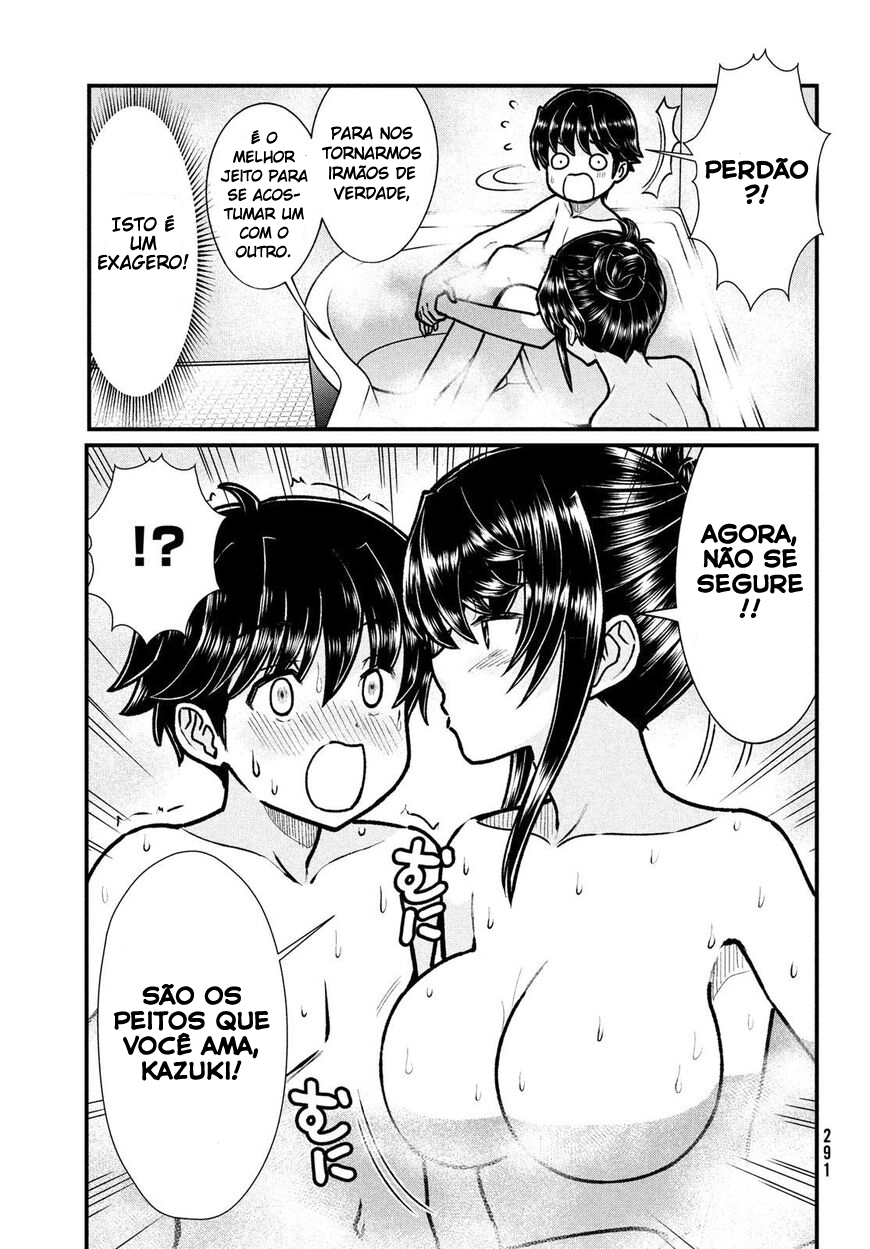 PERDÃO
?!
PARA NOS
TORNARMOS
IRMÃOS DE
VERDADE,
É O
MELHOR
JEITO PARA
SE ACOS-
TUMAR UM
COM O
OUTRO.
ISTO É
UM
EXAGERO!
AGORA,
NÃO SE
SEGURE
!!
!?
むに
SÃO OS
PEITOS QUE
VOCÊ AMA,
KAZUKI!
むに
291